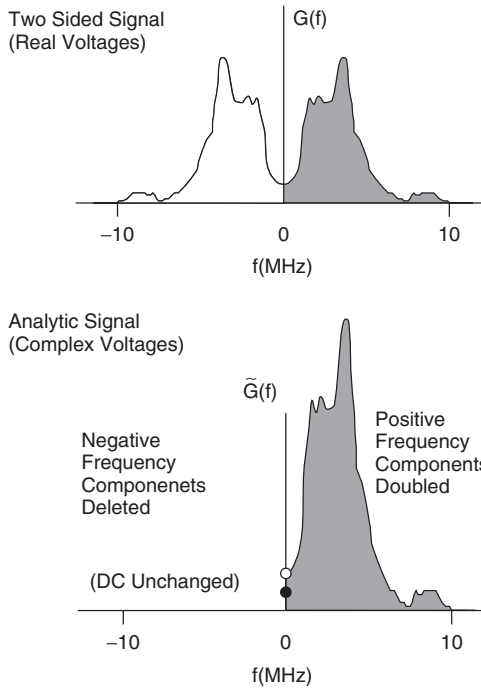 Two Sided Signal
(Real Voltages)
G(f)
−10
0
10
f(MHz)
Analytic Signal
(Complex Voltages)
G̃(f)
Negative
Frequency
Componenets
Deleted
Positive
Frequency
Components
Doubled
(DC Unchanged)
−10
0
10
f(MHz)